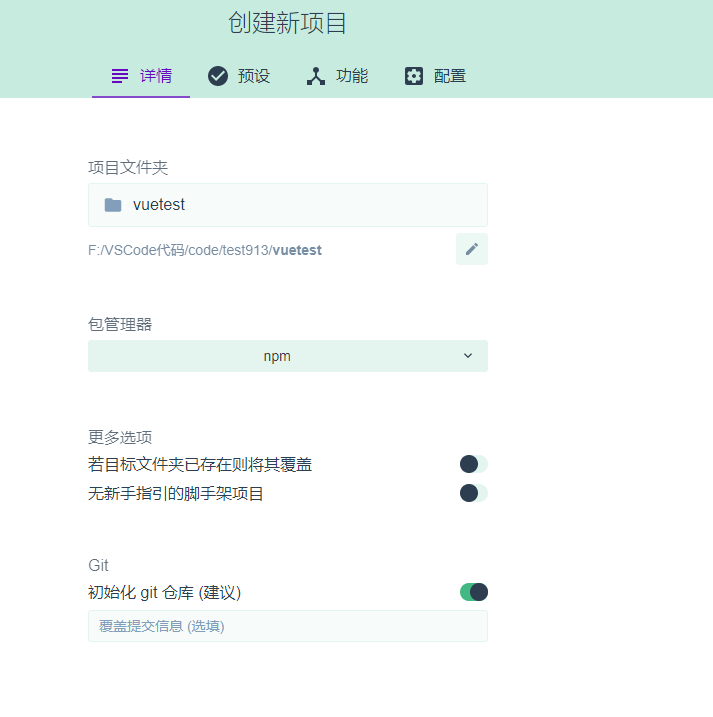 创建新项目
详情 预设 功能 配置
项目文件夹
vuetest
F:/VSCode代码/code/test913/vuetest
包管理器
npm
更多选项
若目标文件夹已存在则将其覆盖
无新手指引的脚手架项目
Git
初始化 git 仓库 (建议)
覆盖提交信息 (选填)